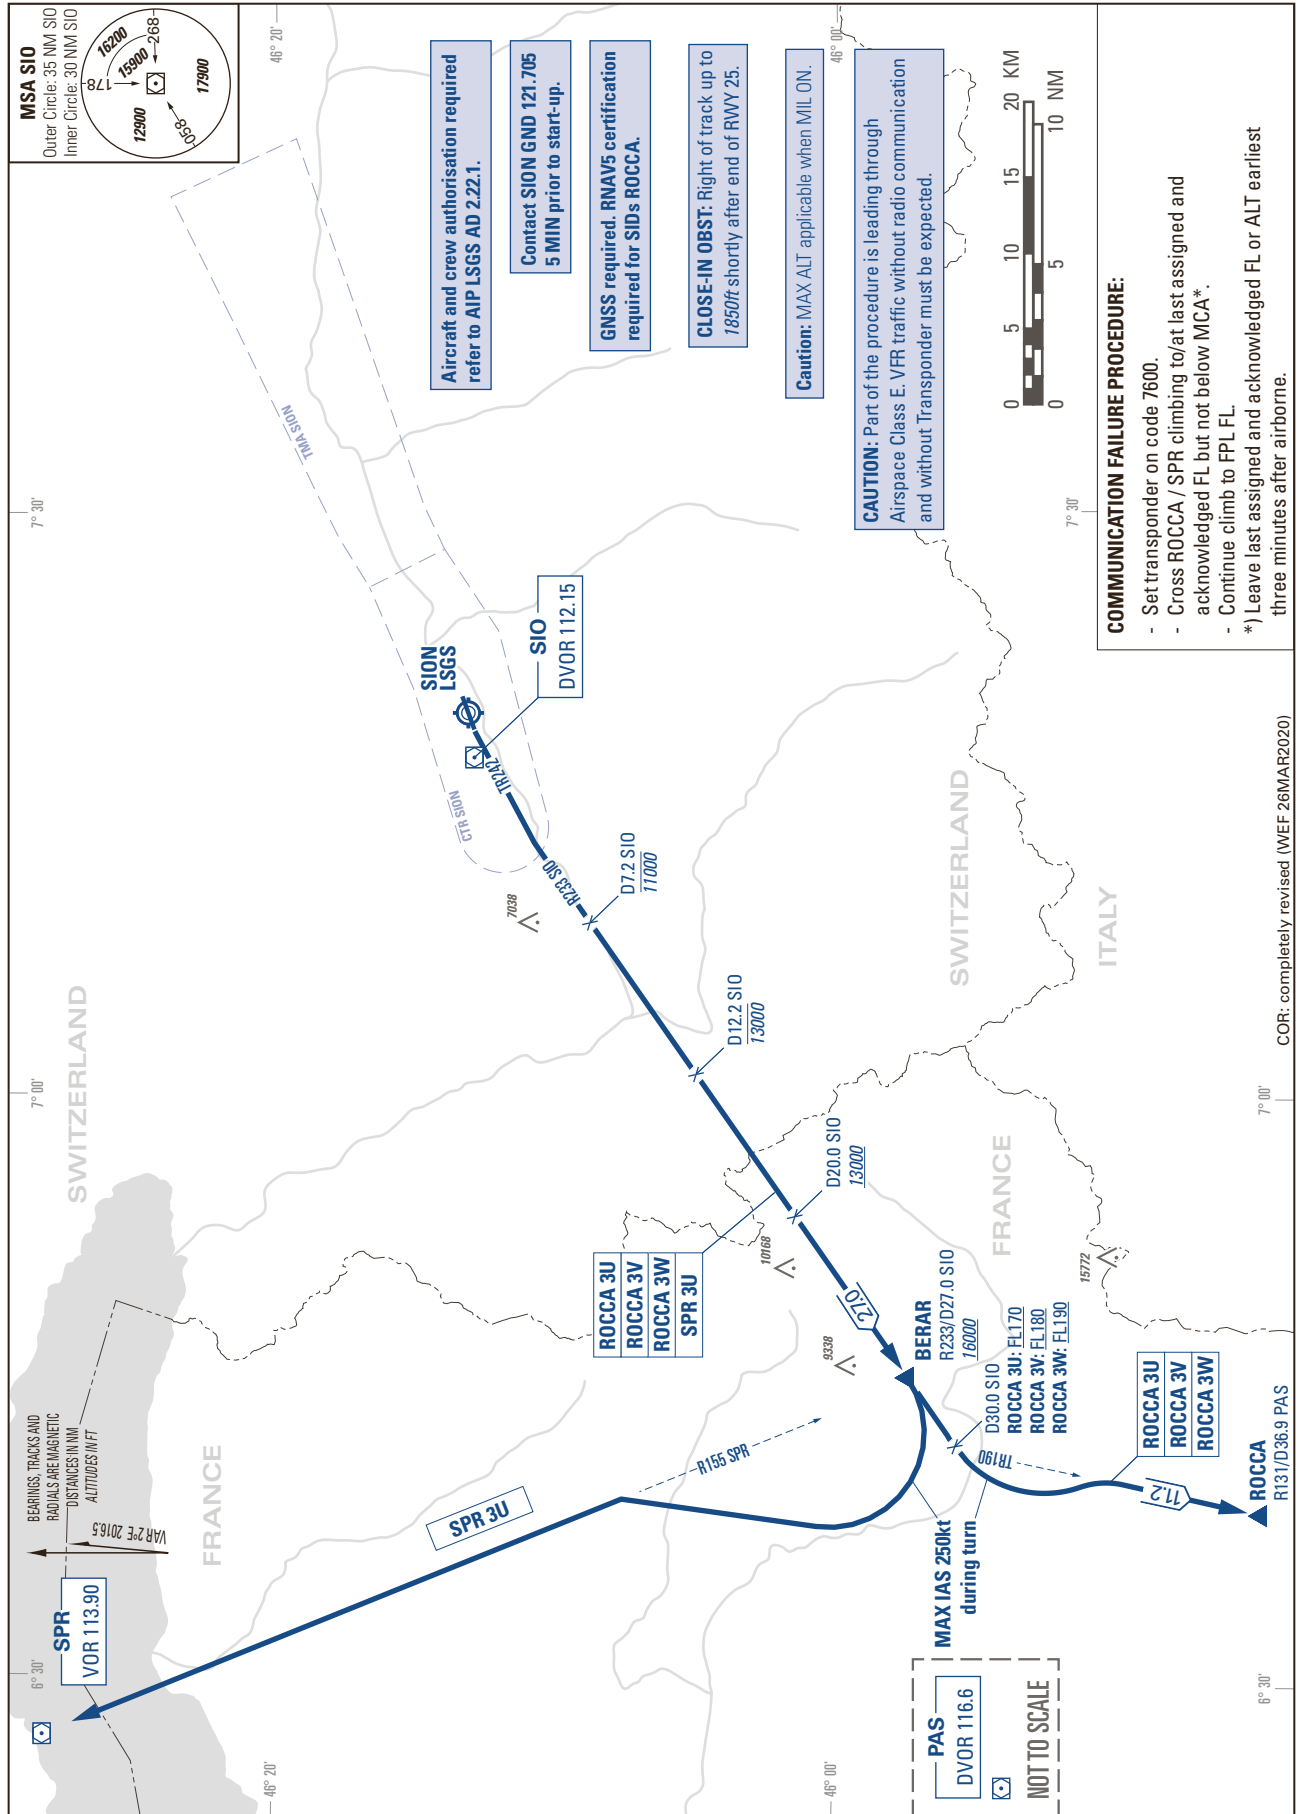 MSA SIO
Outer Circle: 35 NM SIO
Inner Circle: 30 NM SIO
16200
15900
12900
17900
178
268
058
46° 20'
46° 00'
7° 30'
7° 30'
7° 00'
7° 00'
6° 30'
6° 30'
46° 20'
46° 00'
Aircraft and crew authorisation required
refer to AIP LSGS AD 2.22.1.
Contact SION GND 121.705
5 MIN prior to start-up.
GNSS required. RNAV5 certification
required for SIDs ROCCA.
CLOSE-IN OBST: Right of track up to
1850ft shortly after end of RWY 25.
Caution: MAX ALT applicable when MIL ON.
CAUTION: Part of the procedure is leading through
Airspace Class E. VFR traffic without radio communication
and without Transponder must be expected.
0 5 10 15 20 KM
0 5 10 NM
COMMUNICATION FAILURE PROCEDURE:
- Set transponder on code 7600.
- Cross ROCCA / SPR climbing to/at last assigned and
acknowledged FL but not below MCA*.
- Continue climb to FPL FL.
*) Leave last assigned and acknowledged FL or ALT earliest
three minutes after airborne.
TMA SION
CTR SION
SION
LSGS
SIO
DVOR 112.15
TR242
R233 SIO
7038
D7.2 SIO
11000
D12.2 SIO
13000
D20.0 SIO
13000
SWITZERLAND
SWITZERLAND
ITALY
FRANCE
FRANCE
ROCCA 3U
ROCCA 3V
ROCCA 3W
SPR 3U
10168
9338
15772
27.0
BERAR
R233/D27.0 SIO
16000
D30.0 SIO
ROCCA 3U: FL170
ROCCA 3V: FL180
ROCCA 3W: FL190
TR190
ROCCA 3U
ROCCA 3V
ROCCA 3W
11.2
ROCCA
R131/D36.9 PAS
MAX IAS 250kt
during turn
R155 SPR
SPR 3U
BEARINGS, TRACKS AND
RADIALS ARE MAGNETIC
DISTANCES IN NM
ALTITUDES IN FT
VAR 2°E 2016.5
SPR
VOR 113.90
PAS
DVOR 116.6
NOT TO SCALE
COR: completely revised (WEF 26MAR2020)